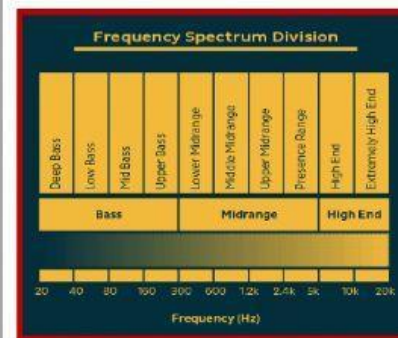 Frequency Spectrum Division
Deep Bass
Low Bass
Mid Bass
Upper Bass
Lower Midrange
Middle Midrange
Upper Midrange
Presence Range
High End
Extremely High End
Bass Midrange High End
20 40 80 160 300 600 1.2k 2.4k 5k 10k 20k
Frequency (Hz)